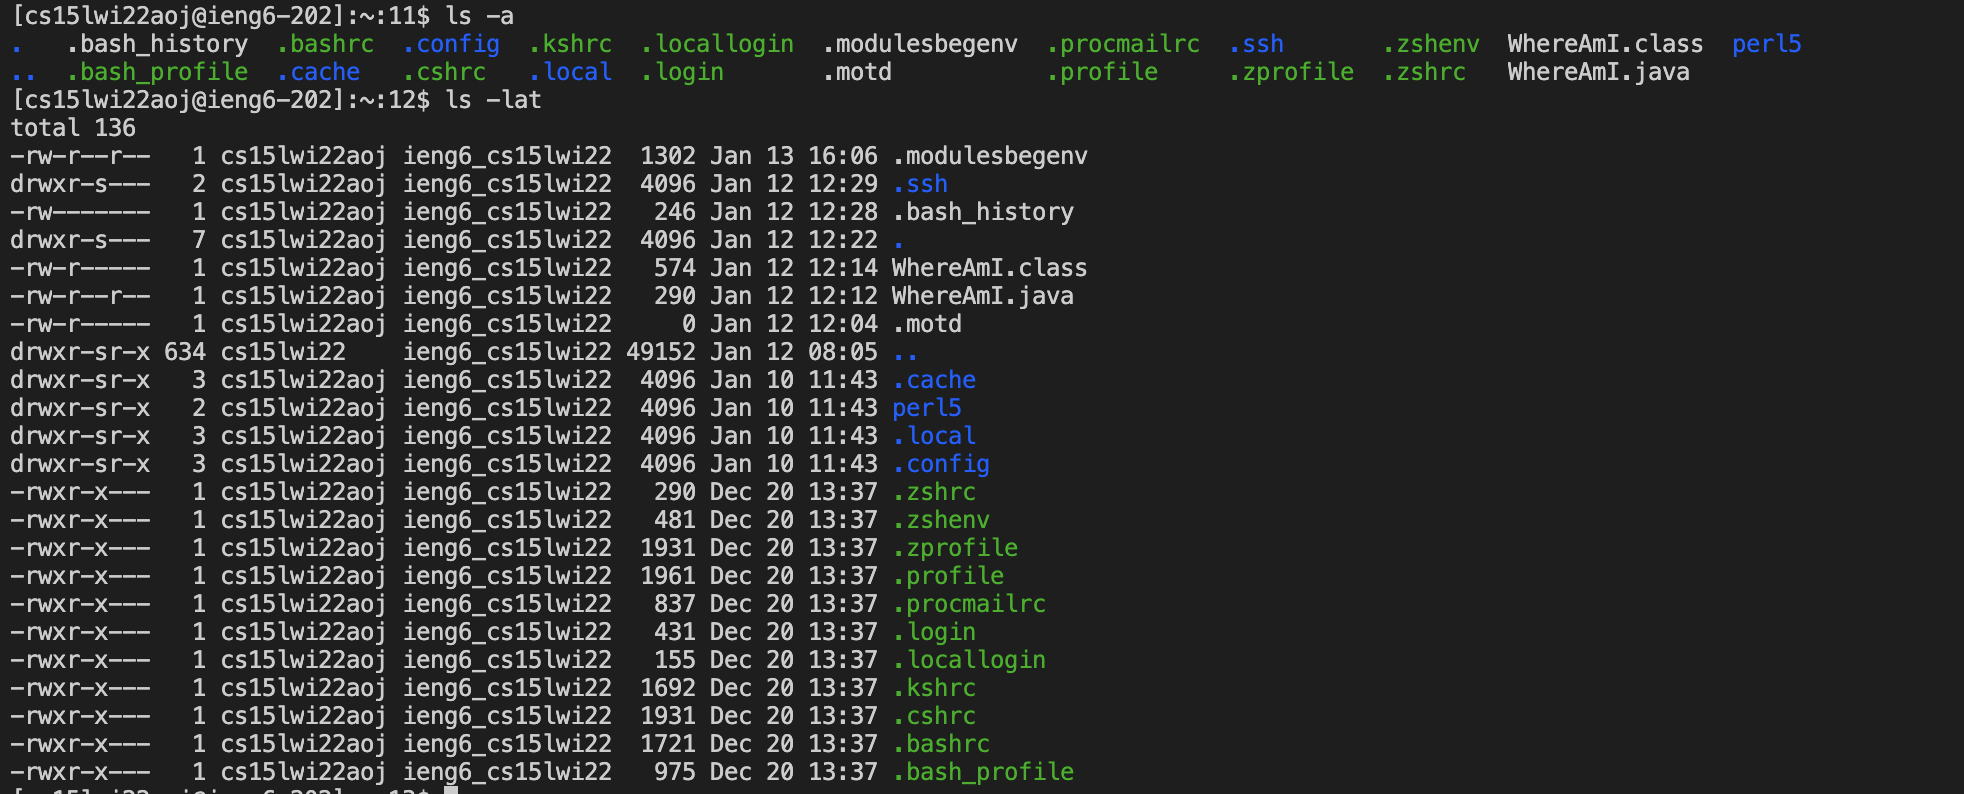 [cs15lwi22aoj@ieng6-202]:~:11$ ls -a
.   .bash_history  .bashrc  .config  .kshrc  .locallogin  .modulesbegenv  .procmailrc  .ssh       .zshenv  WhereAmI.class  perl5
..  .bash_profile  .cache   .cshrc   .local  .login       .motd           .profile     .zprofile  .zshrc   WhereAmI.java
[cs15lwi22aoj@ieng6-202]:~:12$ ls -lat
total 136
-rw-r--r--   1 cs15lwi22aoj ieng6_cs15lwi22  1302 Jan 13 16:06 .modulesbegenv
drwxr-s---   2 cs15lwi22aoj ieng6_cs15lwi22  4096 Jan 12 12:29 .ssh
-rw-------   1 cs15lwi22aoj ieng6_cs15lwi22   246 Jan 12 12:28 .bash_history
drwxr-s---   7 cs15lwi22aoj ieng6_cs15lwi22  4096 Jan 12 12:22 .
-rw-r-----   1 cs15lwi22aoj ieng6_cs15lwi22   574 Jan 12 12:14 WhereAmI.class
-rw-r--r--   1 cs15lwi22aoj ieng6_cs15lwi22   290 Jan 12 12:12 WhereAmI.java
-rw-r-----   1 cs15lwi22aoj ieng6_cs15lwi22     0 Jan 12 12:04 .motd
drwxr-sr-x 634 cs15lwi22    ieng6_cs15lwi22 49152 Jan 12 08:05 ..
drwxr-sr-x   3 cs15lwi22aoj ieng6_cs15lwi22  4096 Jan 10 11:43 .cache
drwxr-sr-x   2 cs15lwi22aoj ieng6_cs15lwi22  4096 Jan 10 11:43 perl5
drwxr-sr-x   3 cs15lwi22aoj ieng6_cs15lwi22  4096 Jan 10 11:43 .local
drwxr-sr-x   3 cs15lwi22aoj ieng6_cs15lwi22  4096 Jan 10 11:43 .config
-rwxr-x---   1 cs15lwi22aoj ieng6_cs15lwi22   290 Dec 20 13:37 .zshrc
-rwxr-x---   1 cs15lwi22aoj ieng6_cs15lwi22   481 Dec 20 13:37 .zshenv
-rwxr-x---   1 cs15lwi22aoj ieng6_cs15lwi22  1931 Dec 20 13:37 .zprofile
-rwxr-x---   1 cs15lwi22aoj ieng6_cs15lwi22  1961 Dec 20 13:37 .profile
-rwxr-x---   1 cs15lwi22aoj ieng6_cs15lwi22   837 Dec 20 13:37 .procmailrc
-rwxr-x---   1 cs15lwi22aoj ieng6_cs15lwi22   431 Dec 20 13:37 .login
-rwxr-x---   1 cs15lwi22aoj ieng6_cs15lwi22   155 Dec 20 13:37 .locallogin
-rwxr-x---   1 cs15lwi22aoj ieng6_cs15lwi22  1692 Dec 20 13:37 .kshrc
-rwxr-x---   1 cs15lwi22aoj ieng6_cs15lwi22  1931 Dec 20 13:37 .cshrc
-rwxr-x---   1 cs15lwi22aoj ieng6_cs15lwi22  1721 Dec 20 13:37 .bashrc
-rwxr-x---   1 cs15lwi22aoj ieng6_cs15lwi22   975 Dec 20 13:37 .bash_profile